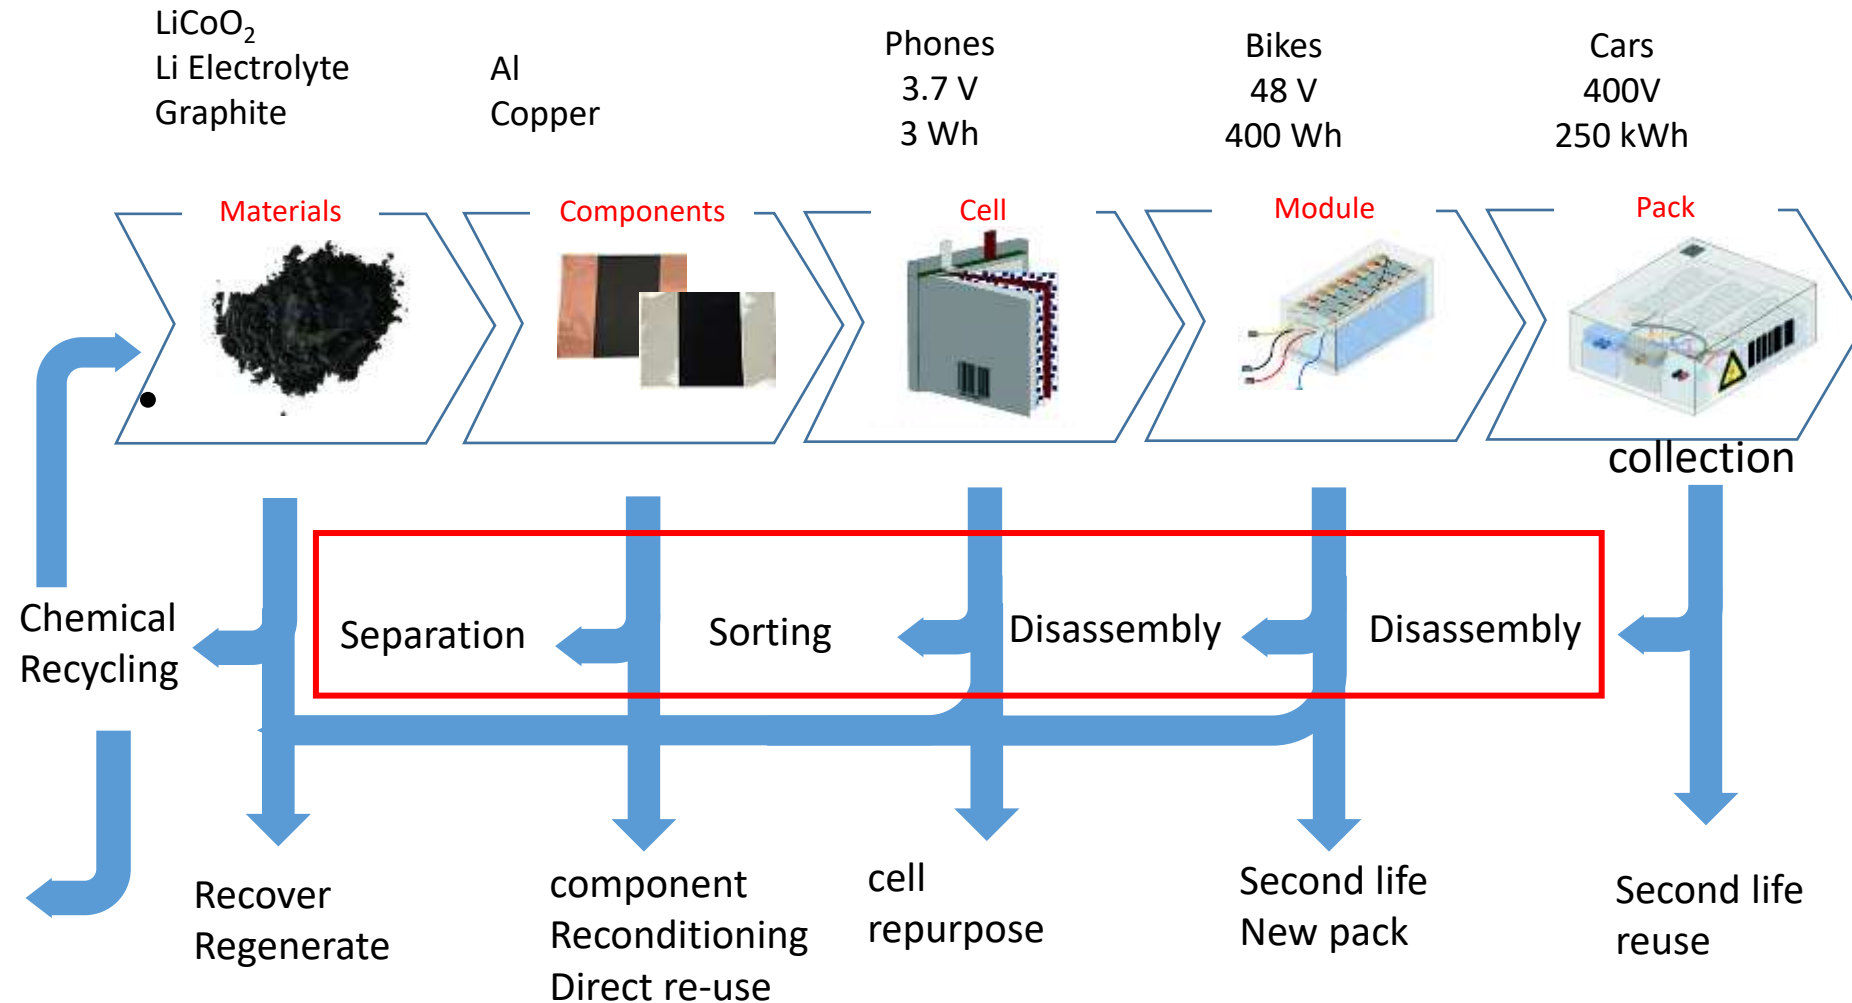 LiCoO₂
Li Electrolyte
Graphite
Al
Copper
Phones
3.7 V
3 Wh
Bikes
48 V
400 Wh
Cars
400V
250 kWh
Materials
Components
Cell
Module
Pack
collection
Chemical
Recycling
Separation
Sorting
Disassembly
Disassembly
Recover
Regenerate
component
Reconditioning
Direct re-use
cell
repurpose
Second life
New pack
Second life
reuse